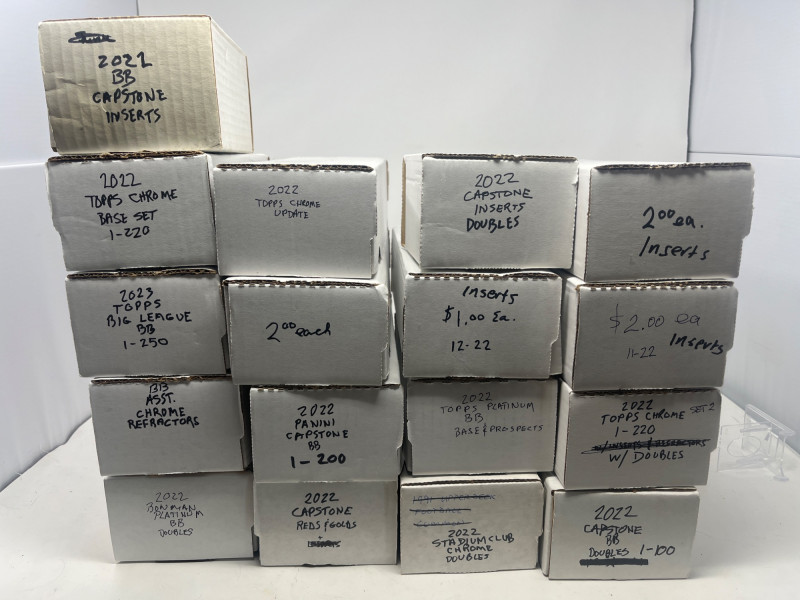 2021
BB
CAPSTONE
INSERTS
2022
TOPPS CHROME
BASE SET
1-220
2022
TOPPS CHROME
UPDATE
2022
CAPSTONE
INSERTS
DOUBLES
2.00 ea.
Inserts
2023
TOPPS
BIG LEAGUE
BB
1-250
2.00 each
Inserts
$1.00 Ea.
12-22
$2.00 ea
11-22 Inserts
BB
ASST.
CHROME
REFRACTORS
2022
PANINI
CAPSTONE
BB
1-200
2022
TOPPS PLATINUM
BB
BASE & PROSPECTS
2022
TOPPS CHROME SET 2
1-220
W/ INSERTS & REFRACTORS
W/ DOUBLES
2022
BOWMAN
PLATINUM
BB
DOUBLES
2022
CAPSTONE
REDS & GOLDS
2022
STADIUM CLUB
CHROME
DOUBLES
2022
CAPSTONE
BB
DOUBLES 1-100